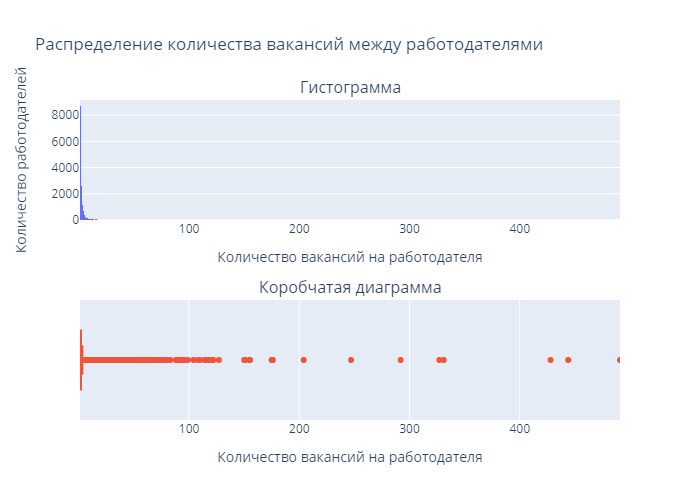 Распределение количества вакансий между работодателями
Гистограмма
Количество работодателей
8000
6000
4000
2000
0
100 200 300 400
Количество вакансий на работодателя
Коробчатая диаграмма
100 200 300 400
Количество вакансий на работодателя